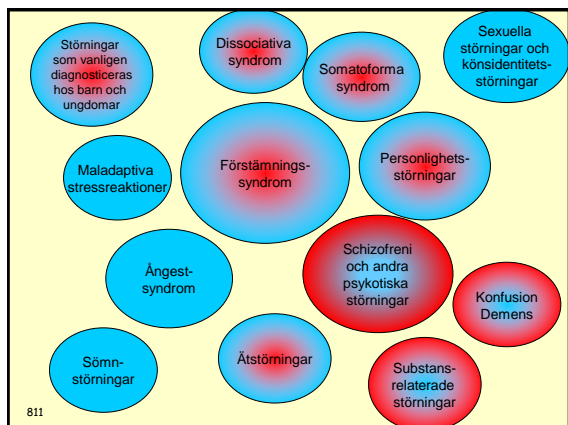 Störningar
som vanligen
diagnosticeras
hos barn och
ungdomar
Dissociativa
syndrom
Somatoforma
syndrom
Sexuella
störningar och
könsidentitets-
störningar
Maladaptiva
stressreaktioner
Förstämnings-
syndrom
Personlighets-
störningar
Ångest-
syndrom
Schizofreni
och andra
psykotiska
störningar
Konfusion
Demens
Sömn-
störningar
Ätstörningar
Substans-
relaterade
störningar
811